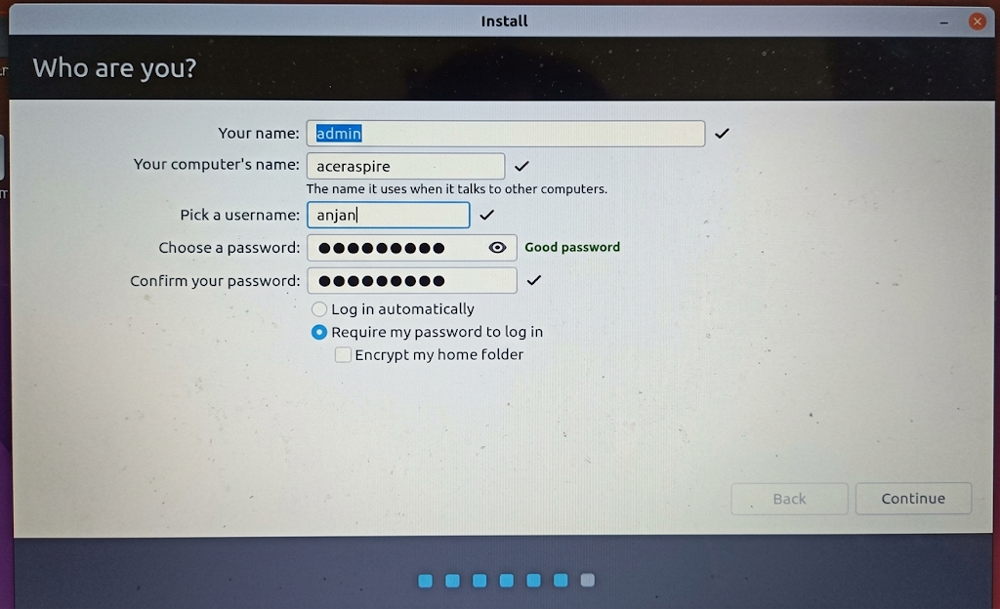 Install
Who are you?
Your name: admin
Your computer's name: aceraspire
The name it uses when it talks to other computers.
Pick a username: anjan
Choose a password: ●●●●●●●●● Good password
Confirm your password: ●●●●●●●●●
Log in automatically
Require my password to log in
Encrypt my home folder
Back Continue